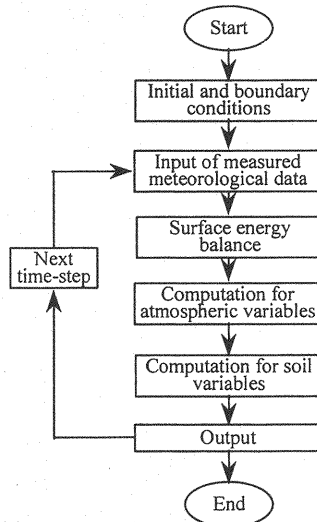 Start
Initial and boundary
conditions
Input of measured
meteorological data
Surface energy
balance
Next
time-step
Computation for
atmospheric variables
Computation for soil
variables
Output
End